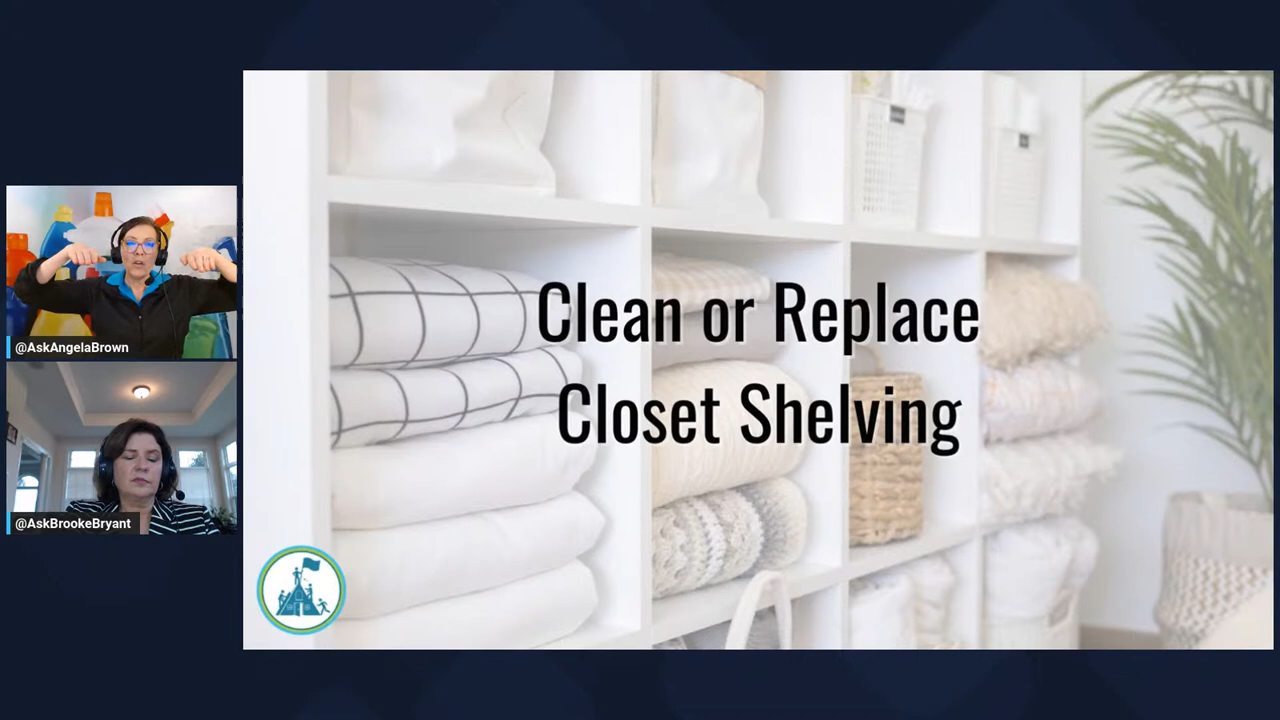 @AskAngelaBrown
@AskBrookeBryant
Clean or Replace
Closet Shelving